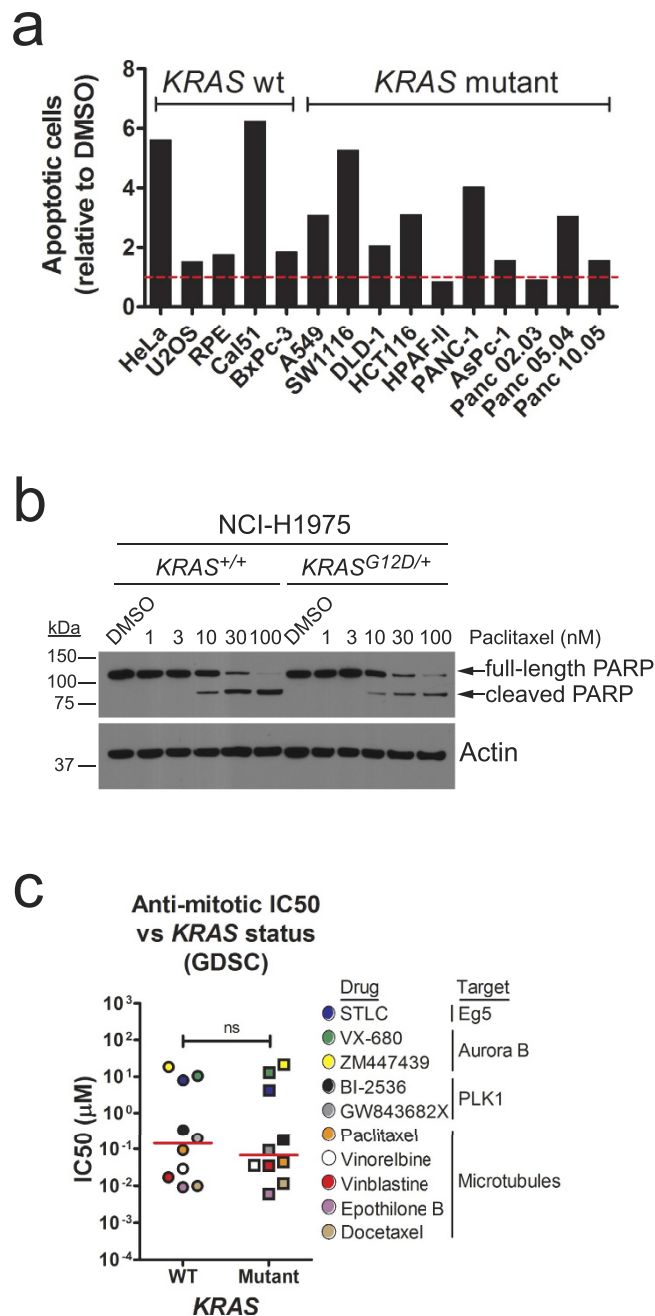 a
Apoptotic cells
(relative to DMSO)
8
6
4
2
0
KRAS wt
KRAS mutant
HeLa
U2OS
RPE
Cal51
BxPc-3
A549
SW1116
DLD-1
HCT116
HPAF-II
PANC-1
AsPc-1
Panc 02.03
Panc 05.04
Panc 10.05
b
NCI-H1975
KRAS+/+
KRASG12D/+
kDa
DMSO 1 3 10 30 100 DMSO 1 3 10 30 100 Paclitaxel (nM)
150
100
75
full-length PARP
cleaved PARP
37
Actin
c
Anti-mitotic IC50
vs KRAS status
(GDSC)
IC50 (µM)
10³
10²
10¹
10⁰
10⁻¹
10⁻²
10⁻³
10⁻⁴
ns
WT
Mutant
KRAS
Drug Target
STLC Eg5
VX-680
ZM447439
Aurora B
BI-2536
GW843682X
PLK1
Paclitaxel
Vinorelbine
Vinblastine
Epothilone B
Docetaxel
Microtubules